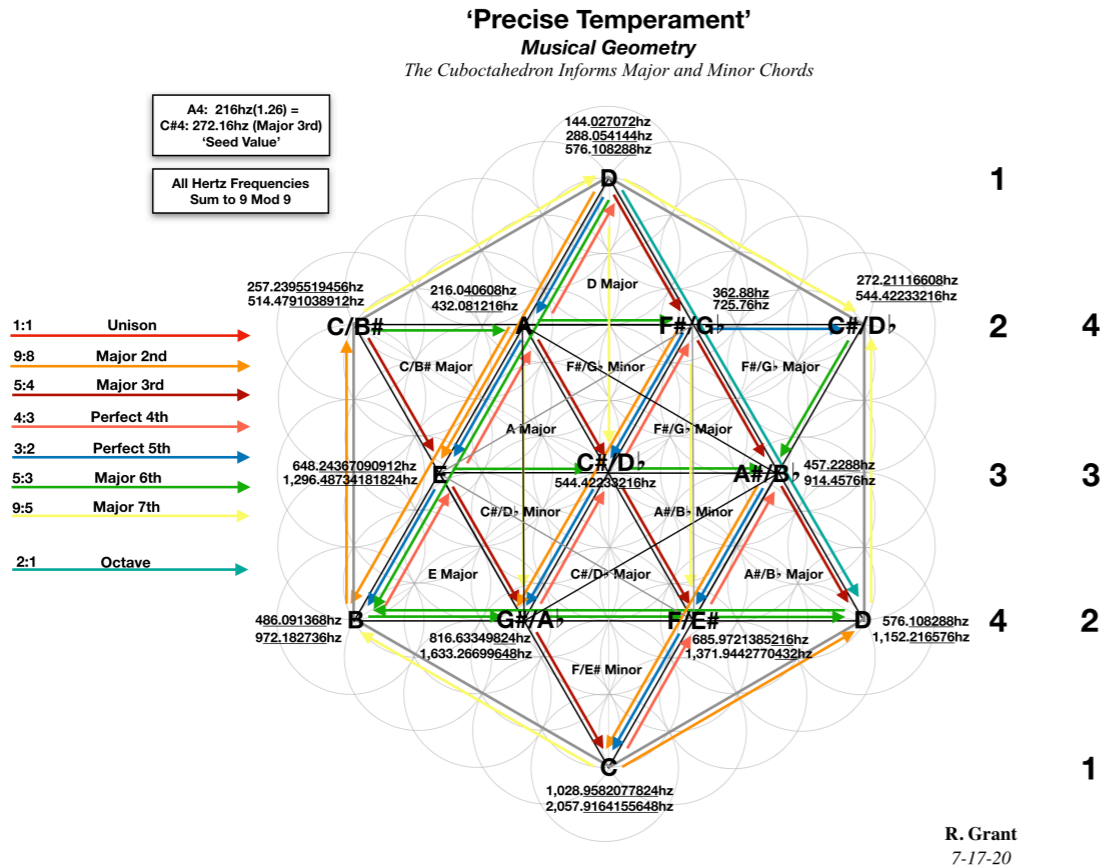 ‘Precise Temperament’
Musical Geometry
The Cuboctahedron Informs Major and Minor Chords
A4: 216hz(1.26) =
C#4: 272.16hz (Major 3rd)
‘Seed Value’
All Hertz Frequencies
Sum to 9 Mod 9
144.027072hz
288.054144hz
576.108288hz
D
1
D Major
257.2395519456hz
514.4791038912hz
C/B#
216.040608hz
432.081216hz
A
362.88hz
725.76hz
F#/G♭
272.21116608hz
544.42233216hz
C#/D♭
2
4
1:1 Unison
9:8 Major 2nd
5:4 Major 3rd
4:3 Perfect 4th
3:2 Perfect 5th
5:3 Major 6th
9:5 Major 7th
2:1 Octave
C/B# Major
F#/G♭ Minor
F#/G♭ Major
A Major
F#/G♭ Major
648.24367090912hz
1,296.48734181824hz
E
C#/D♭
544.42233216hz
A#/B♭
457.2288hz
914.4576hz
3
3
C#/D♭ Minor
A#/B♭ Minor
E Major
C#/D♭ Major
A#/B♭ Major
486.091368hz
972.182736hz
B
G#/A♭
816.63349824hz
1,633.26699648hz
F/E#
685.9721385216hz
1,371.9442770432hz
D
576.108288hz
1,152.216576hz
4
2
F/E# Minor
C
1
1,028.9582077824hz
2,057.9164155648hz
R. Grant
7-17-20